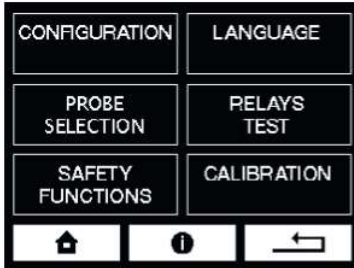 CONFIGURATION
LANGUAGE
PROBE
SELECTION
RELAYS
TEST
SAFETY
FUNCTIONS
CALIBRATION